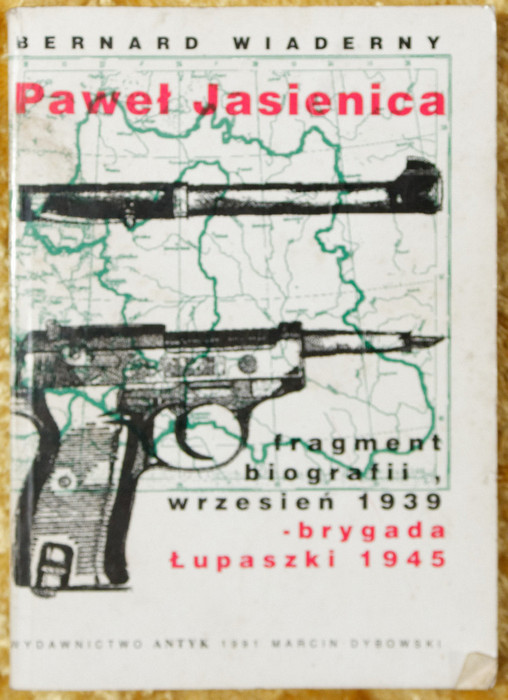 BERNARD WIADERNY
Paweł Jasienica
fragment
biografii ,
wrzesień 1939
-brygada
Łupaszki 1945
WYDAWNICTWO ANTYK 1991 MARCIN DYBOWSKI